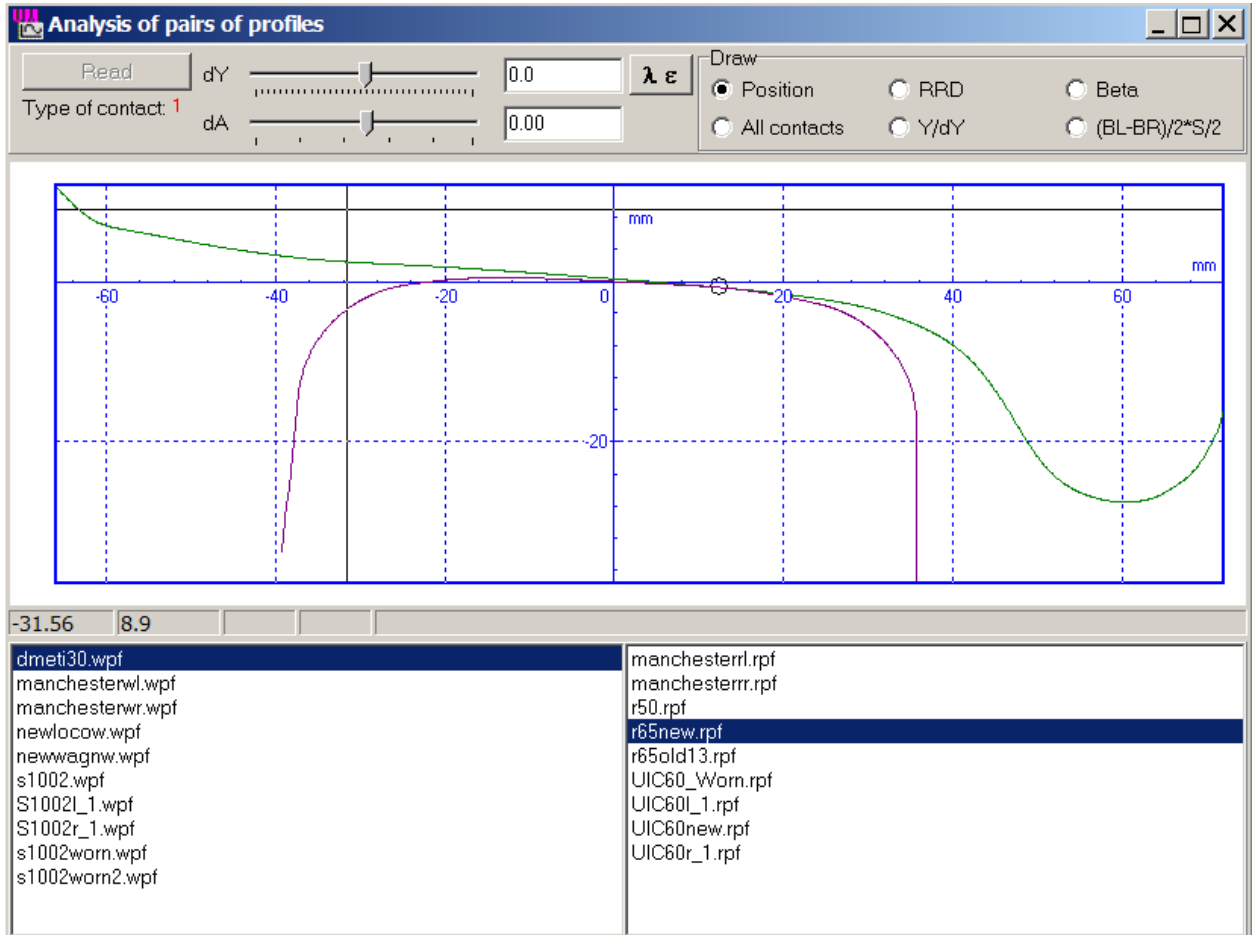 Analysis of pairs of profiles
Read
dY
0.0
λ ε
Draw
Position
RRD
Beta
Type of contact: 1
dA
0.00
All contacts
Y/dY
(BL-BR)/2*S/2
mm
mm
-60
-40
-20
0
20
40
60
-20
-31.56
8.9
dmeti30.wpf
manchesterwl.wpf
manchesterwr.wpf
newlocow.wpf
newwagnw.wpf
s1002.wpf
S1002l_1.wpf
S1002r_1.wpf
s1002worn.wpf
s1002worn2.wpf
manchesterrl.rpf
manchesterrr.rpf
r50.rpf
r65new.rpf
r65old13.rpf
UIC60_Worn.rpf
UIC60l_1.rpf
UIC60new.rpf
UIC60r_1.rpf